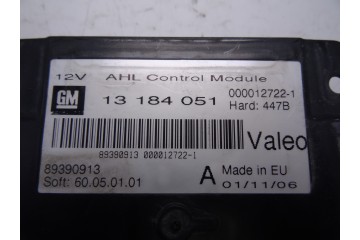 12V AHL Control Module
GM 13 184 051 000012722-1
Hard: 447B
Valeo
89390913 000012722-1
89390913 A Made in EU
Soft: 60.05.01.01 01/11/06